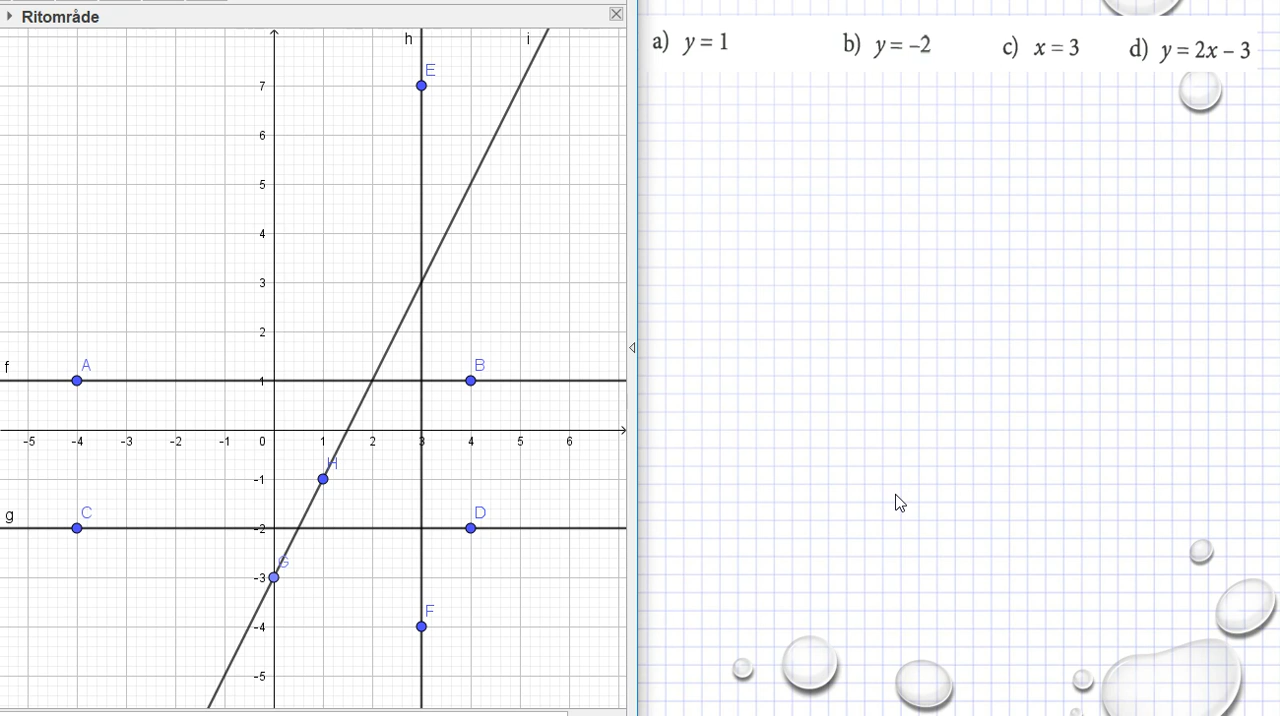 Ritområde
a) y = 1 b) y = –2 c) x = 3 d) y = 2x – 3
h i
E
7
6
5
4
3
2
f A 1 B
-5 -4 -3 -2 -1 0 1 2 3 4 5 6
H
-1
g C -2 D
G
-3
F
-4
-5